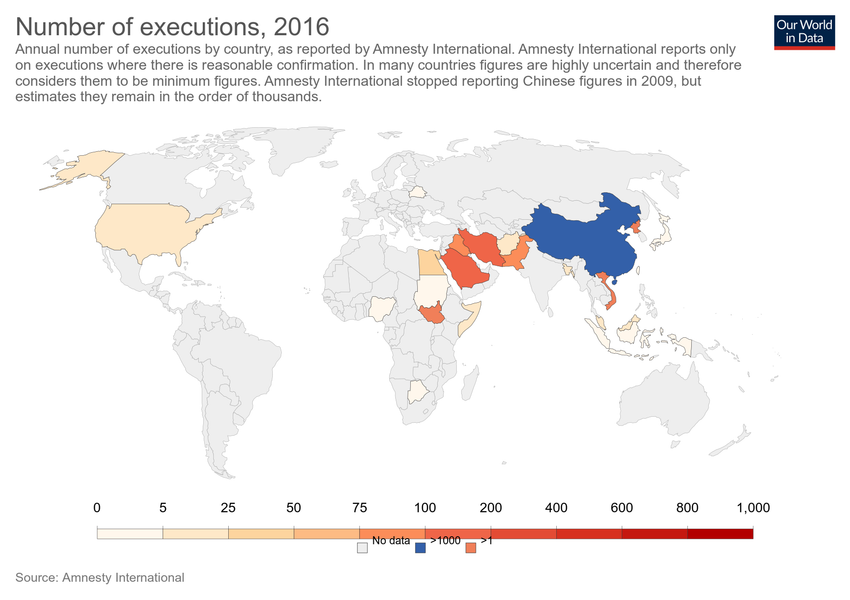 Number of executions, 2016
Our World
in Data
Annual number of executions by country, as reported by Amnesty International. Amnesty International reports only
on executions where there is reasonable confirmation. In many countries figures are highly uncertain and therefore
considers them to be minimum figures. Amnesty International stopped reporting Chinese figures in 2009, but
estimates they remain in the order of thousands.
0 5 25 50 75 100 200 400 600 800 1,000
No data >1000 >1
Source: Amnesty International